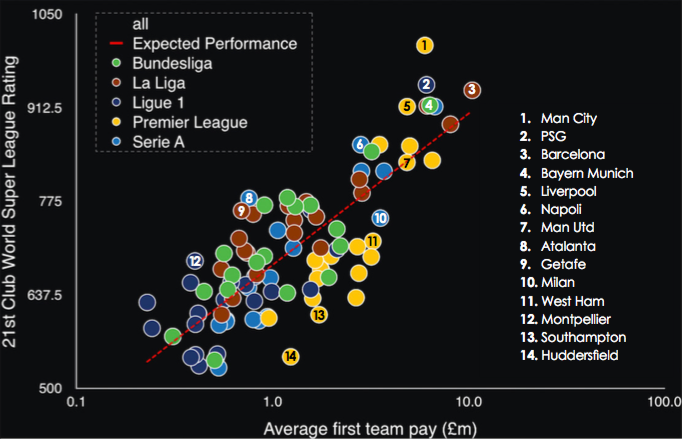 1050
912.5
775
637.5
500
21st Club World Super League Rating
all
Expected Performance
Bundesliga
La Liga
Ligue 1
Premier League
Serie A
1
2
3
4
5
6
7
8
9
10
11
12
13
14
1. Man City
2. PSG
3. Barcelona
4. Bayern Munich
5. Liverpool
6. Napoli
7. Man Utd
8. Atalanta
9. Getafe
10. Milan
11. West Ham
12. Montpellier
13. Southampton
14. Huddersfield
0.1
1.0
10.0
100.0
Average first team pay (£m)